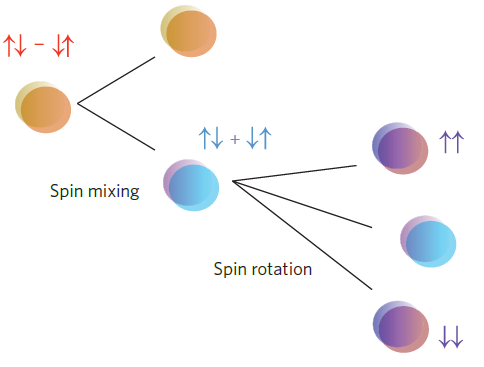 ↑↓ − ↓↑
↑↓ + ↓↑
↑↑
Spin mixing
Spin rotation
↓↓